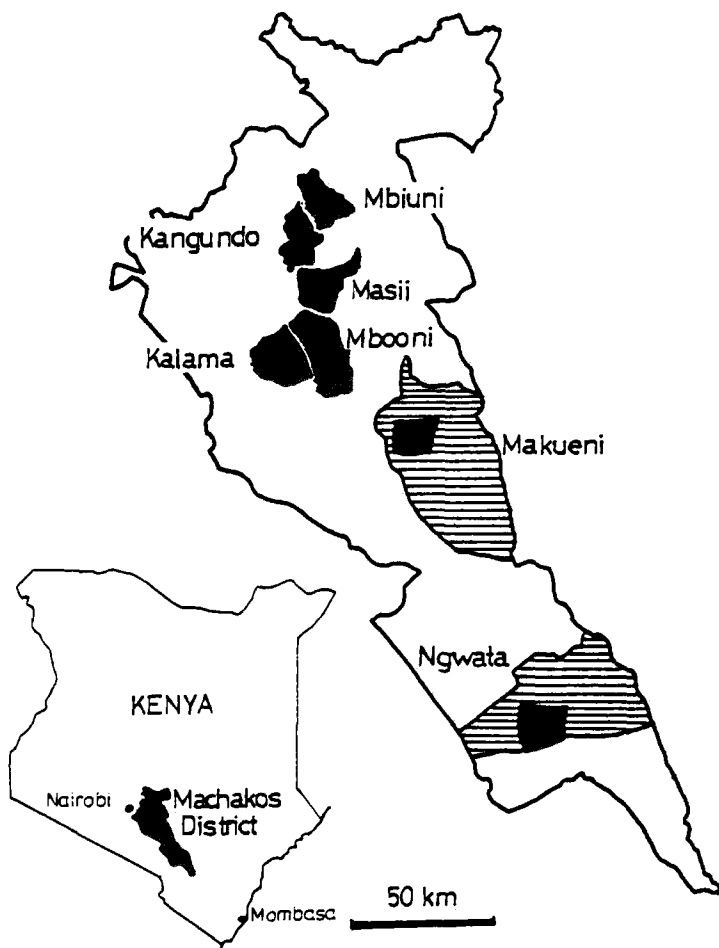 Mbiuni
Kangundo
Masii
Mbooni
Kalama
Makueni
Ngwata
KENYA
Nairobi
Machakos
District
50 km
Mombasa